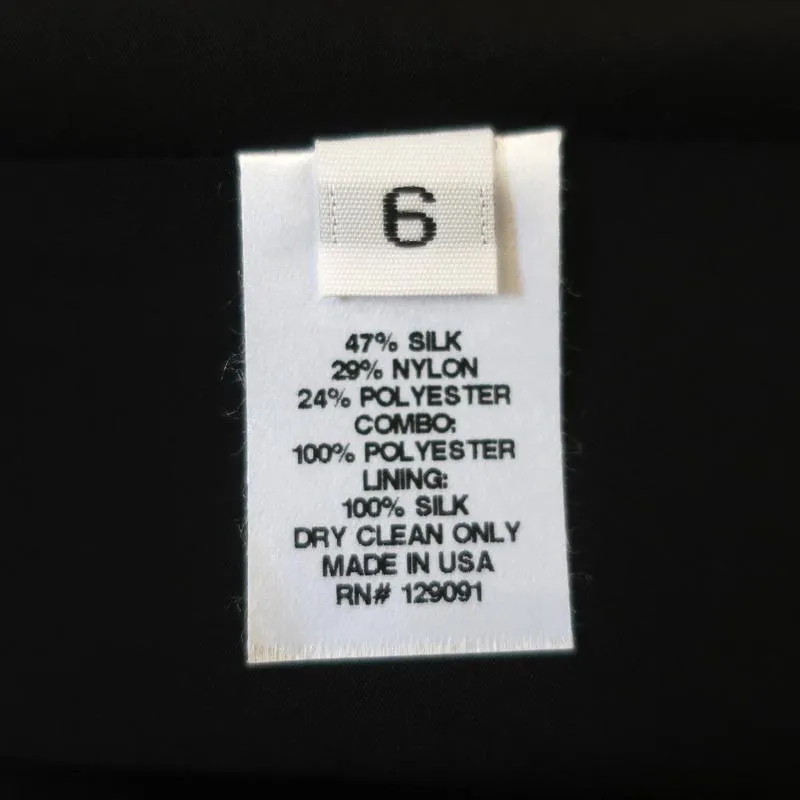 6
47% SILK
29% NYLON
24% POLYESTER
COMBO:
100% POLYESTER
LINING:
100% SILK
DRY CLEAN ONLY
MADE IN USA
RN# 129091